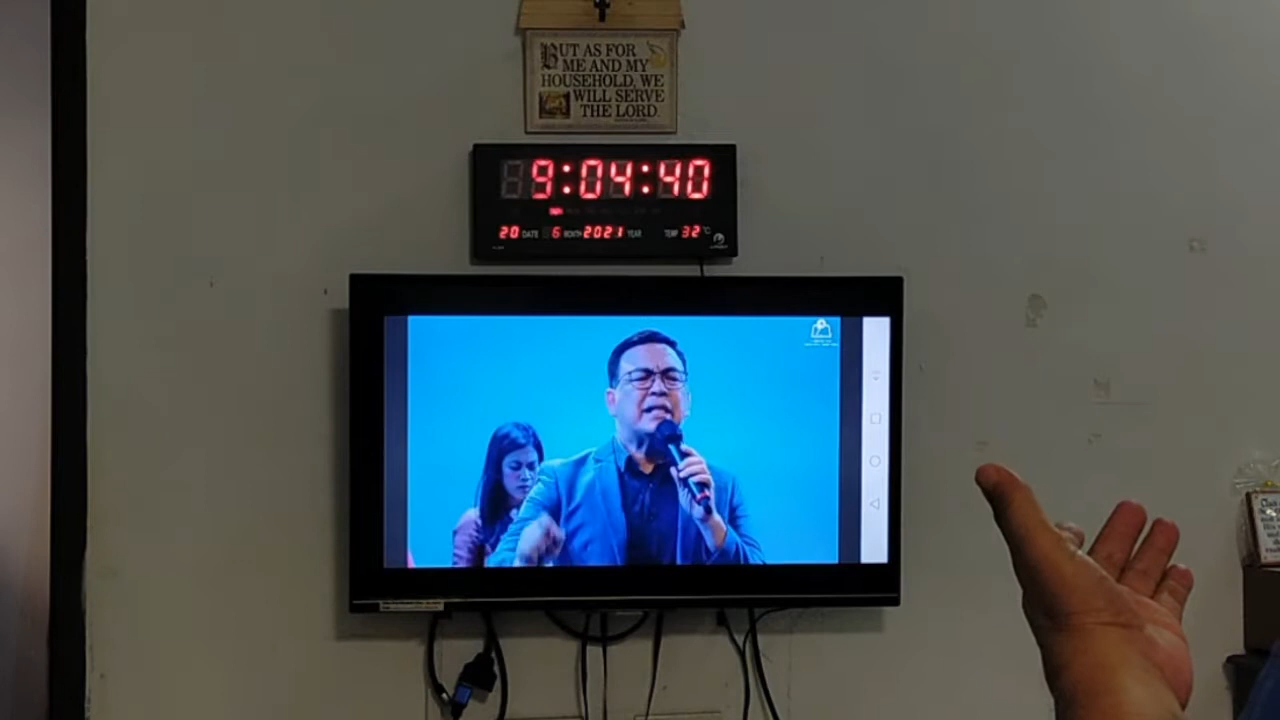 BUT AS FOR
ME AND MY
HOUSEHOLD, WE
WILL SERVE
THE LORD.
9:04:40
20 DATE 6 MONTH 2021 YEAR TEMP 32 °C